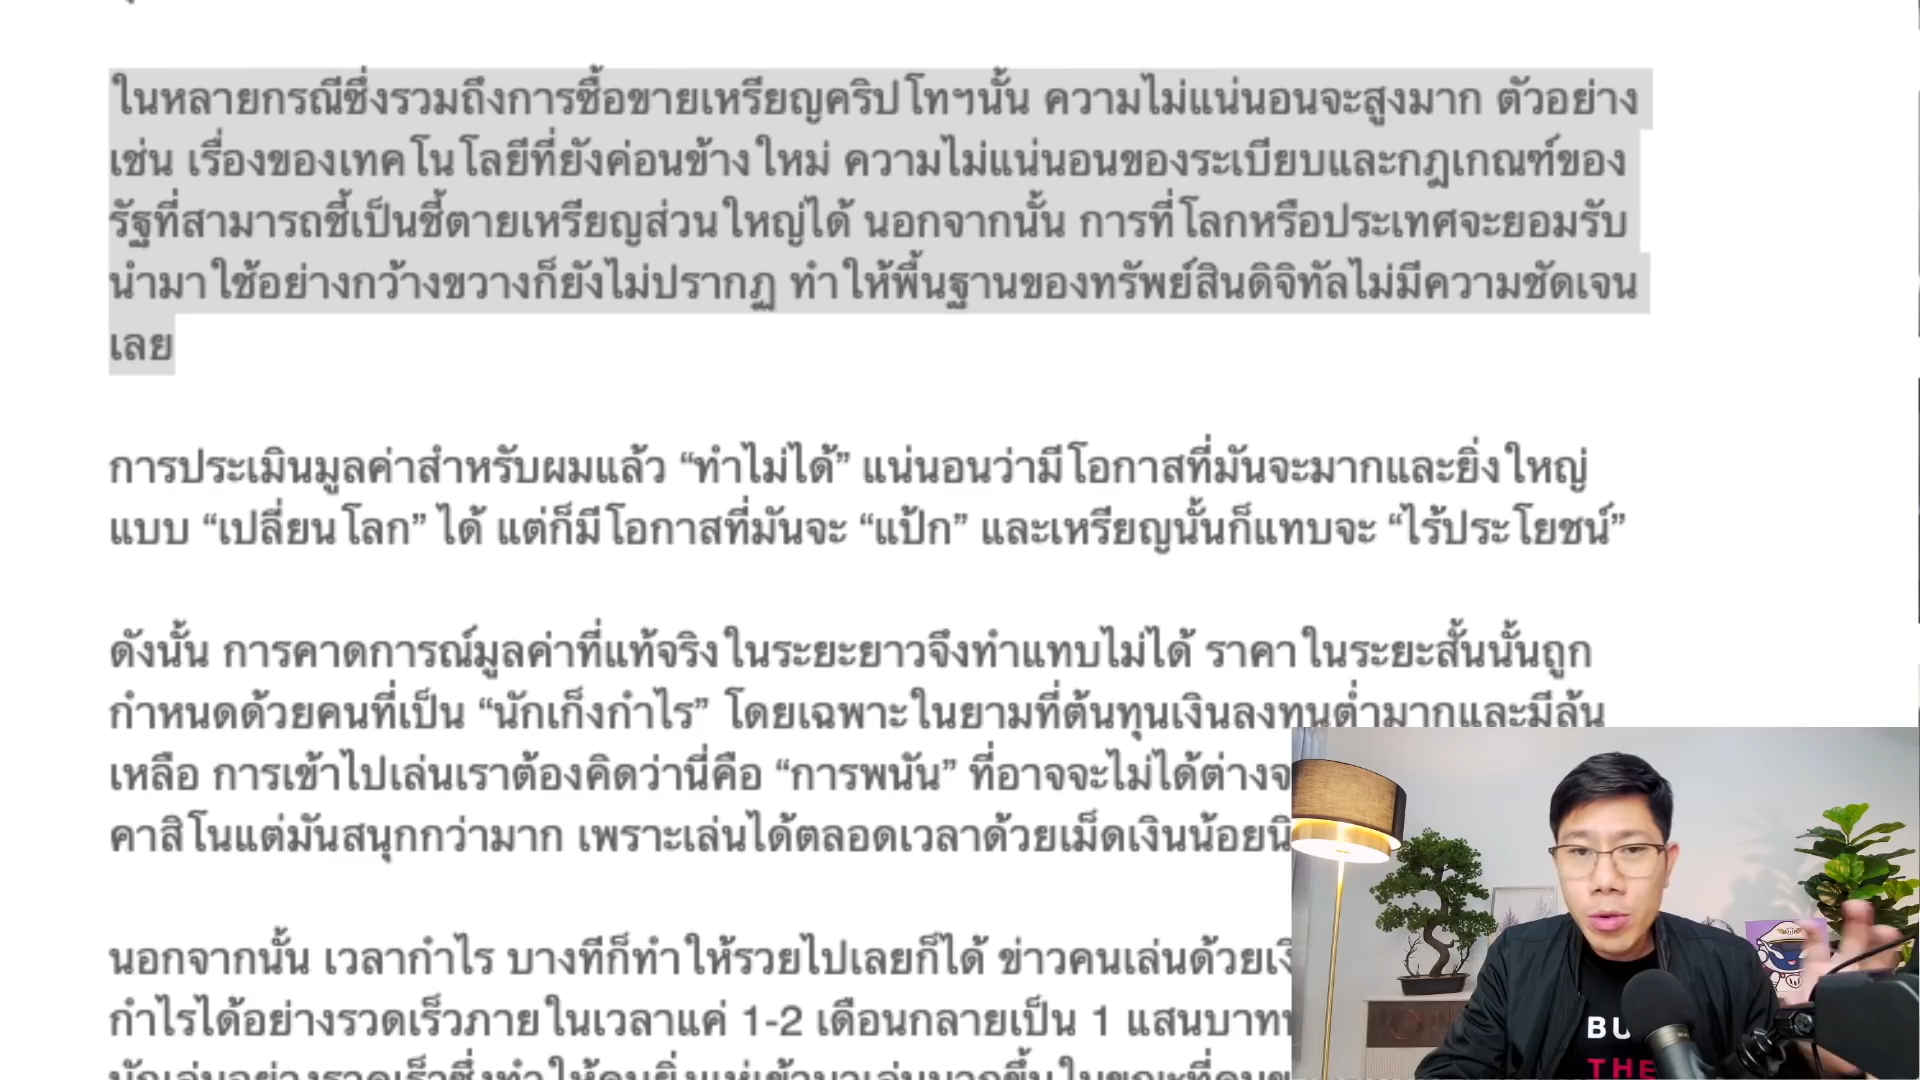 ในหลายกรณีซึ่งรวมถึงการซื้อขายเหรียญคริปโทฯนั้น ความไม่แน่นอนจะสูงมาก ตัวอย่าง
เช่น เรื่องของเทคโนโลยีที่ยังค่อนข้างใหม่ ความไม่แน่นอนของระเบียบและกฎเกณฑ์ของ
รัฐที่สามารถชี้เป็นชี้ตายเหรียญส่วนใหญ่ได้ นอกจากนั้น การที่โลกหรือประเทศจะยอมรับ
นำมาใช้อย่างกว้างขวางก็ยังไม่ปรากฏ ทำให้พื้นฐานของทรัพย์สินดิจิทัลไม่มีความชัดเจน
เลย
การประเมินมูลค่าสำหรับผมแล้ว “ทำไม่ได้” แน่นอนว่ามีโอกาสที่มันจะมากและยิ่งใหญ่
แบบ “เปลี่ยนโลก” ได้ แต่ก็มีโอกาสที่มันจะ “แป้ก” และเหรียญนั้นก็แทบจะ “ไร้ประโยชน์”
ดังนั้น การคาดการณ์มูลค่าที่แท้จริงในระยะยาวจึงทำแทบไม่ได้ ราคาในระยะสั้นนั้นถูก
กำหนดด้วยคนที่เป็น “นักเก็งกำไร” โดยเฉพาะในยามที่ต้นทุนเงินลงทุนต่ำมากและมีล้น
เหลือ การเข้าไปเล่นเราต้องคิดว่านี่คือ “การพนัน” ที่อาจจะไม่ได้ต่าง
คาสิโนแต่มันสนุกกว่ามาก เพราะเล่นได้ตลอดเวลาด้วยเม็ดเงินน้อย
นอกจากนั้น เวลากำไร บางทีก็ทำให้รวยไปเลยก็ได้ ข่าวคนเล่นด้วย
กำไรได้อย่างรวดเร็วภายในเวลาแค่ 1-2 เดือนกลายเป็น 1 แสนบาท
BU
THE